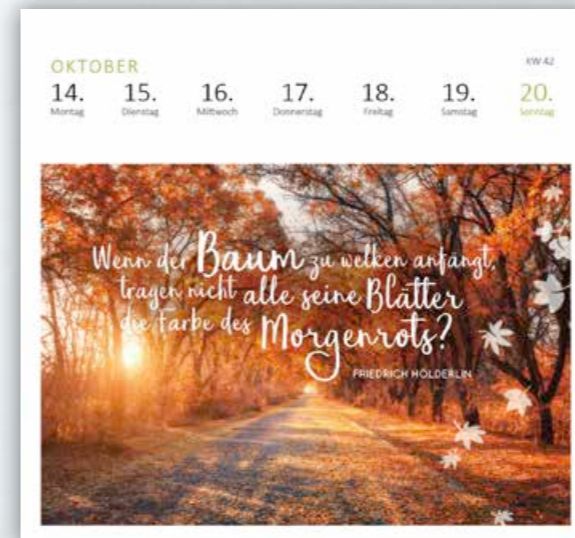 OKTOBER
KW 42
14. 15. 16. 17. 18. 19. 20.
Montag Dienstag Mittwoch Donnerstag Freitag Samstag Sonntag
Wenn der Baum zu welken anfängt,
tragen nicht alle seine Blätter
die Farbe des Morgenrots?
FRIEDRICH HÖLDERLIN